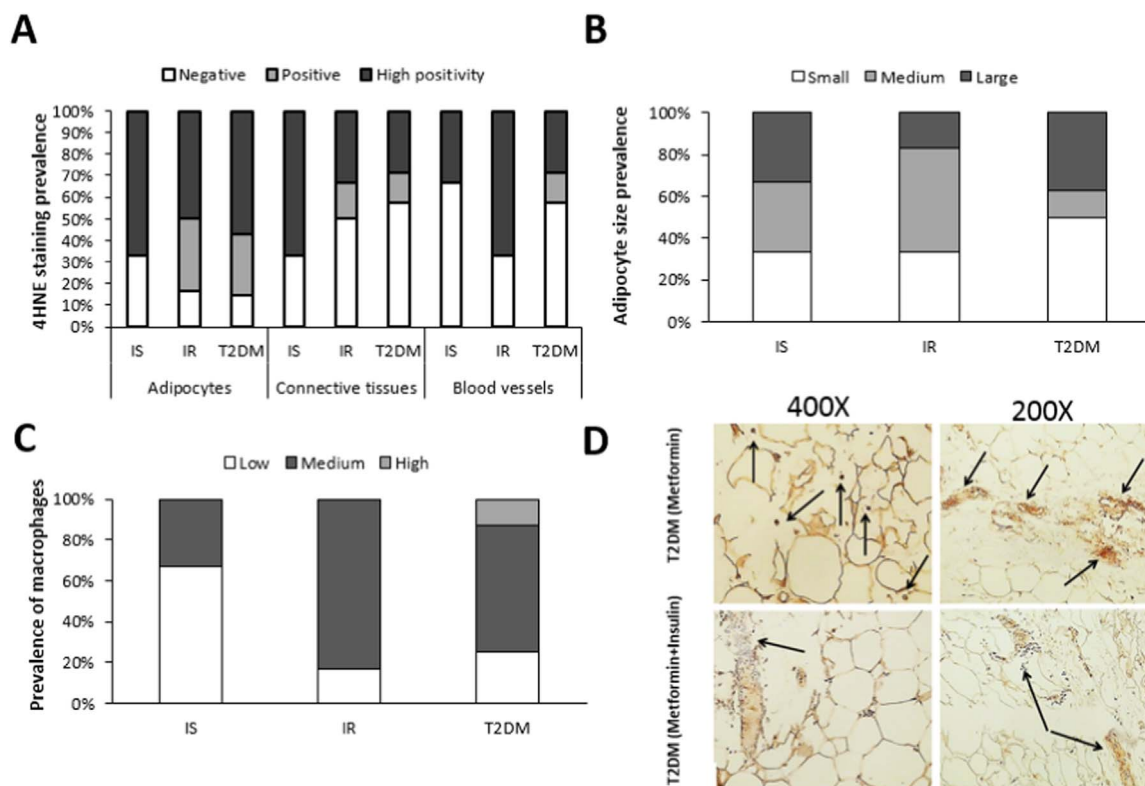 A
Negative Positive High positivity
4HNE staining prevalence
100%
90%
80%
70%
60%
50%
40%
30%
20%
10%
0%
IS IR T2DM IS IR T2DM IS IR T2DM
Adipocytes Connective tissues Blood vessels
B
Small Medium Large
Adipocyte size prevalence
100%
80%
60%
40%
20%
0%
IS IR T2DM
C
Low Medium High
Prevalence of macrophages
100%
80%
60%
40%
20%
0%
IS IR T2DM
D
400X 200X
T2DM (Metformin)
T2DM (Metformin+Insulin)